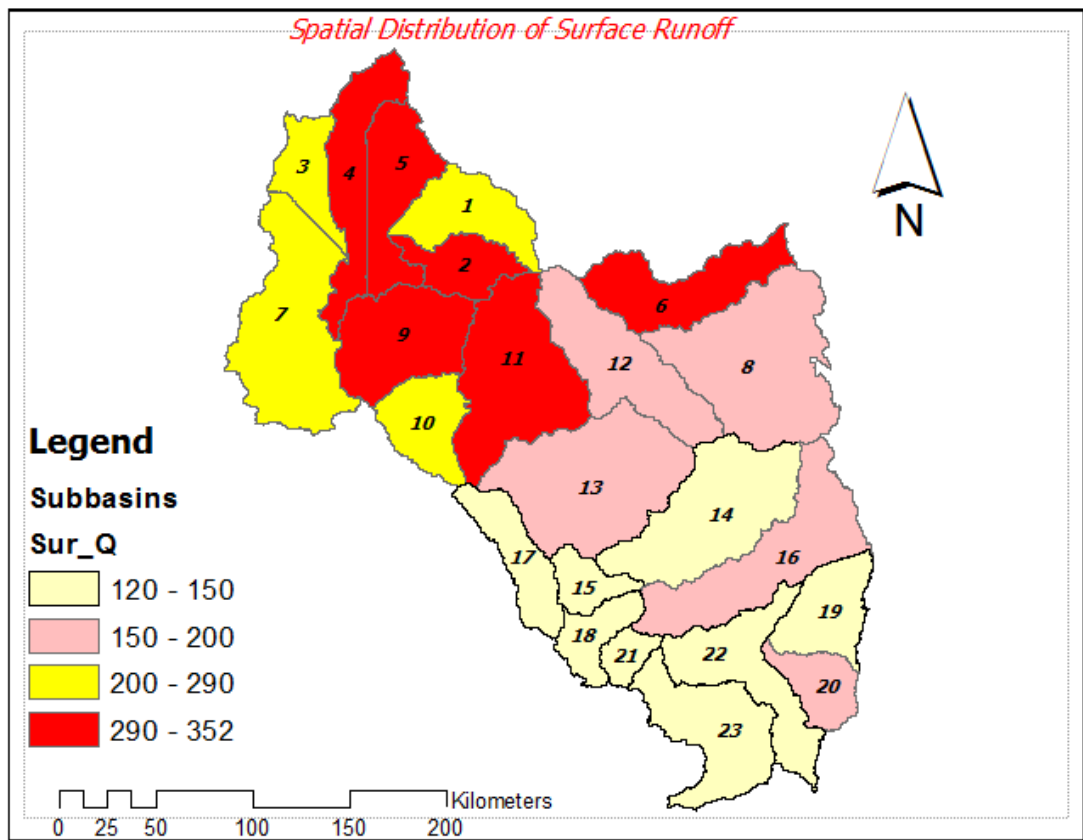 Spatial Distribution of Surface Runoff
N
3
4
5
1
2
6
7
9
11
12
8
10
13
14
17
15
16
18
21
22
19
20
23
Legend
Subbasins
Sur_Q
120 - 150
150 - 200
200 - 290
290 - 352
Kilometers
0 25 50 100 150 200